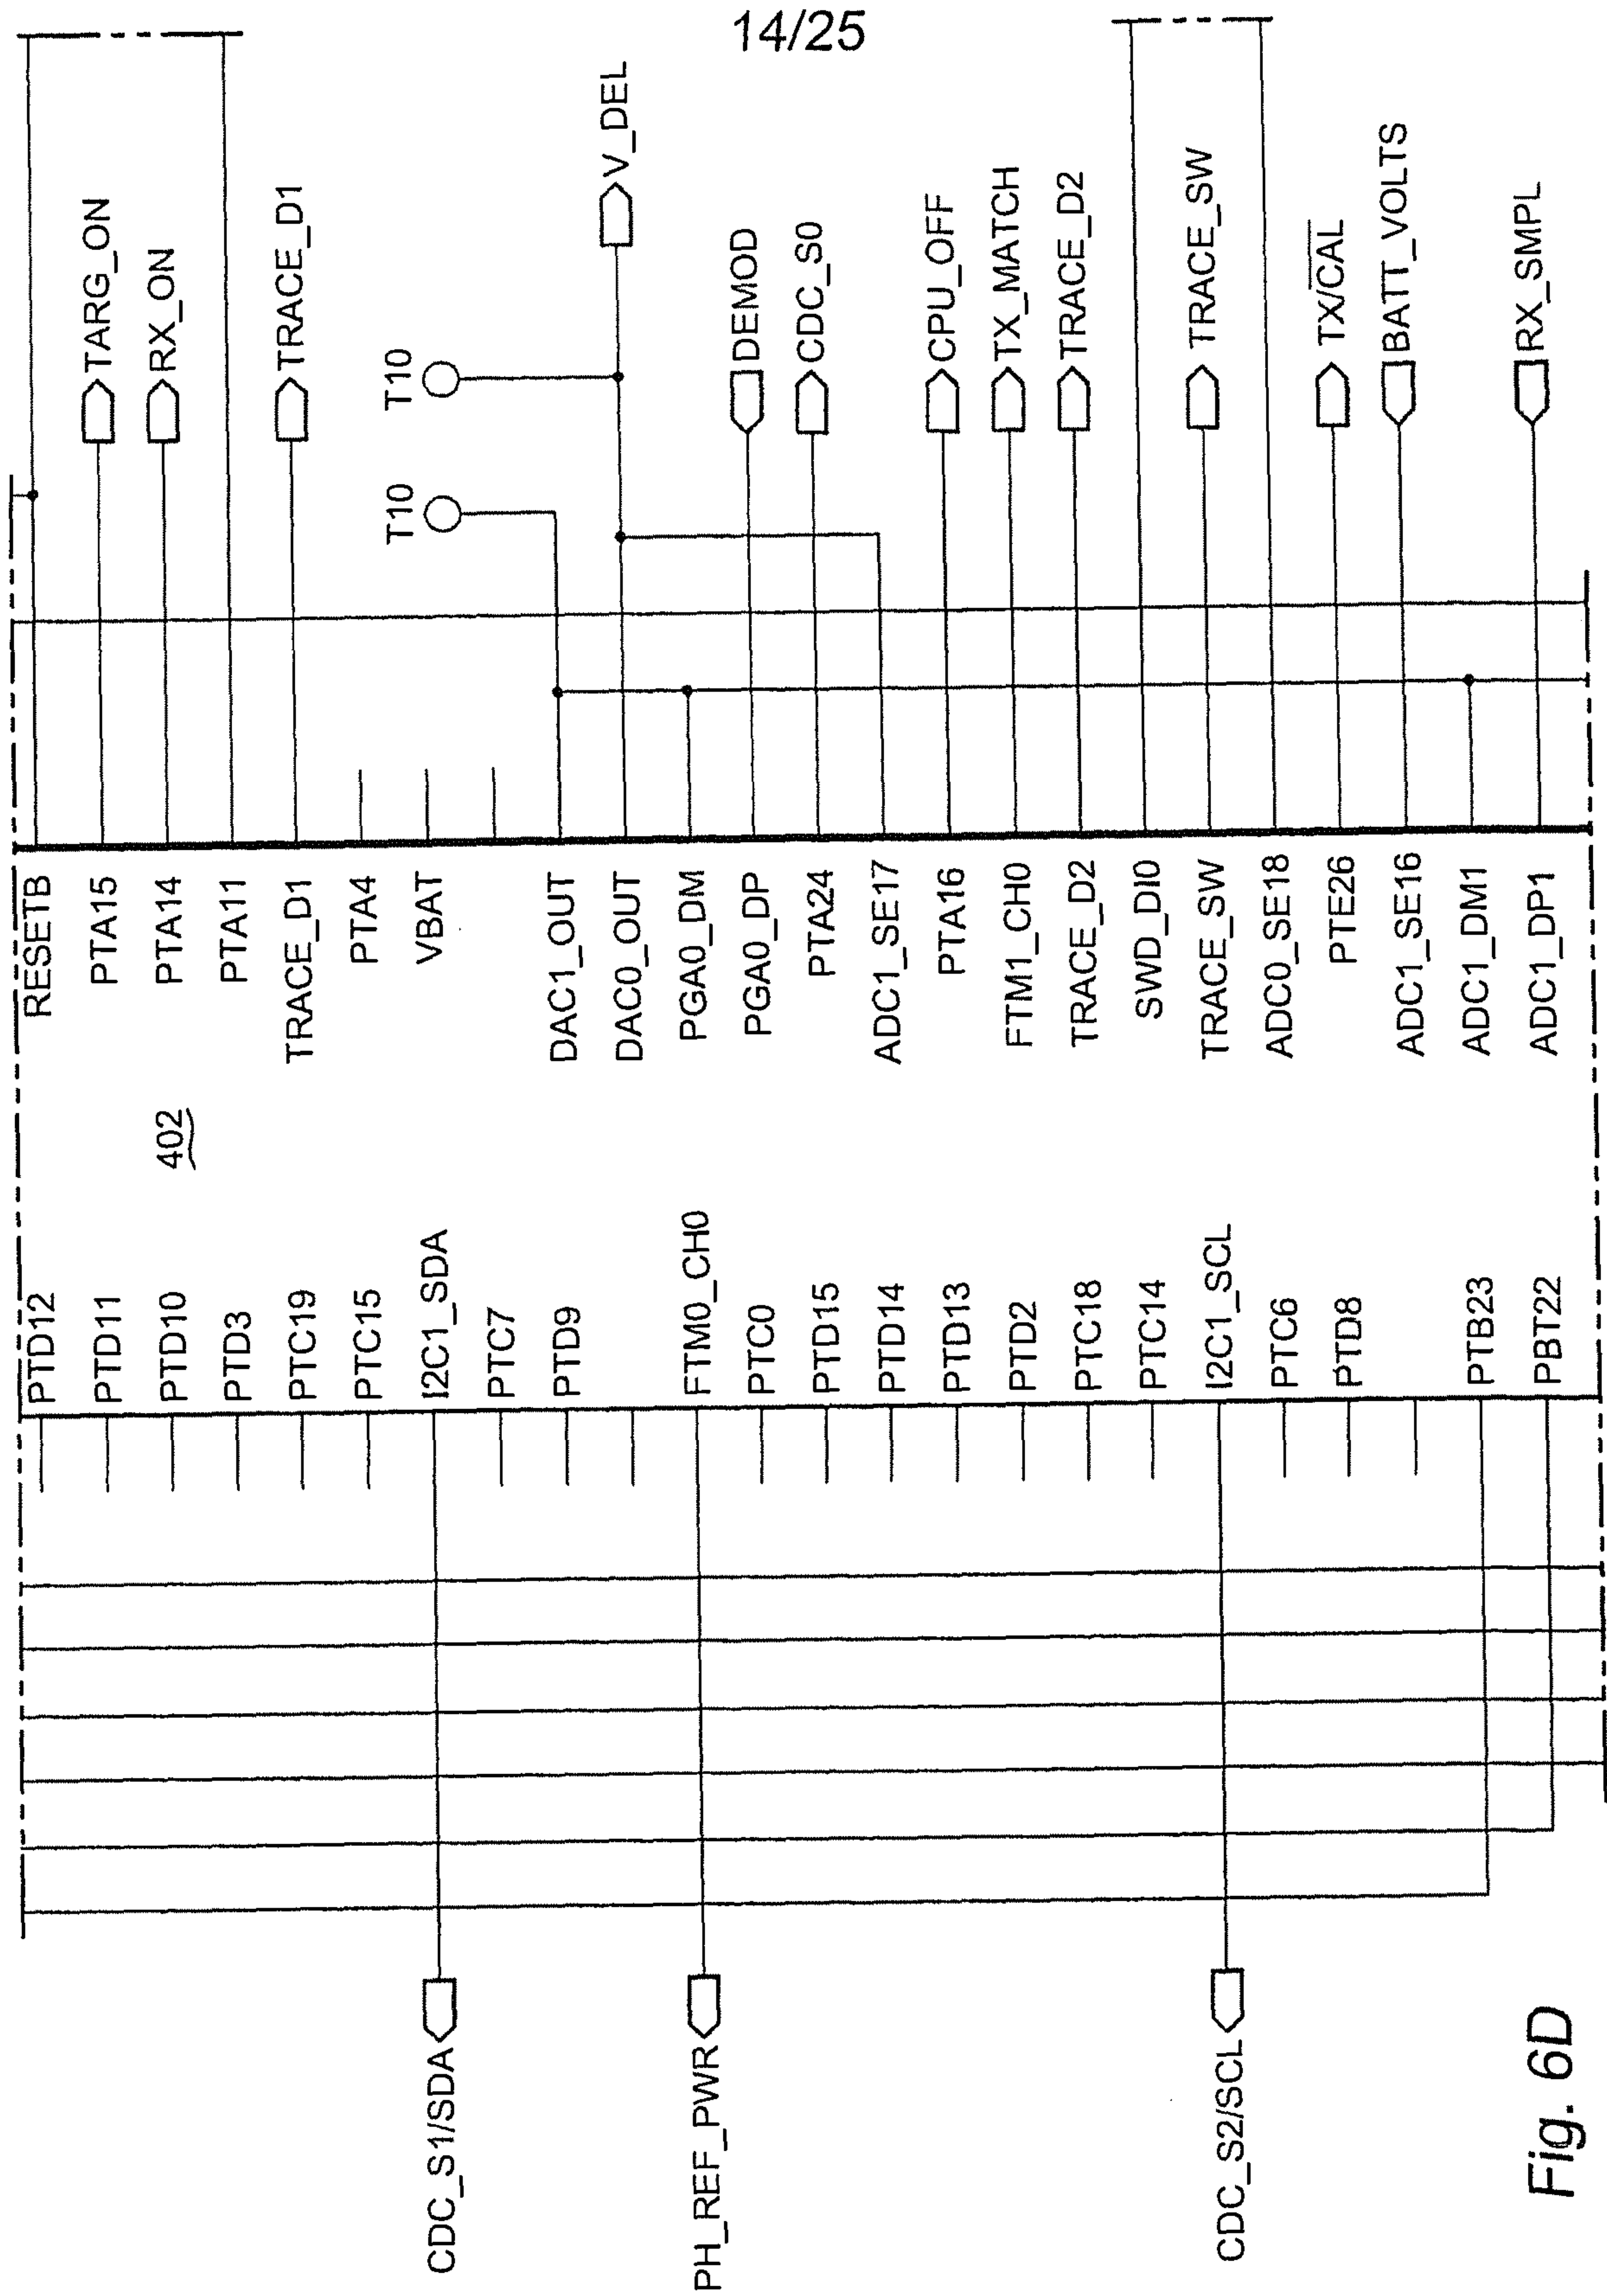 14/25
RESETB
PTA15
TARG_ON
PTA14
RX_ON
PTA11
TRACE_D1
TRACE_D1
PTA4
VBAT
T10
T10
DAC1_OUT
DAC0_OUT
V_DEL
PGA0_DM
PGA0_DP
DEMOD
PTA24
CDC_S0
ADC1_SE17
PTA16
CPU_OFF
FTM1_CH0
TX_MATCH
TRACE_D2
TRACE_D2
SWD_DI0
TRACE_SW
TRACE_SW
ADC0_SE18
PTE26
TX/CAL
ADC1_SE16
BATT_VOLTS
ADC1_DM1
ADC1_DP1
RX_SMPL
402
PTD12
PTD11
PTD10
PTD3
PTC19
PTC15
I2C1_SDA
CDC_S1/SDA
PTC7
PTD9
FTM0_CH0
PH_REF_PWR
PTC0
PTD15
PTD14
PTD13
PTD2
PTC18
PTC14
I2C1_SCL
CDC_S2/SCL
PTC6
PTD8
PTB23
PBT22
Fig. 6D